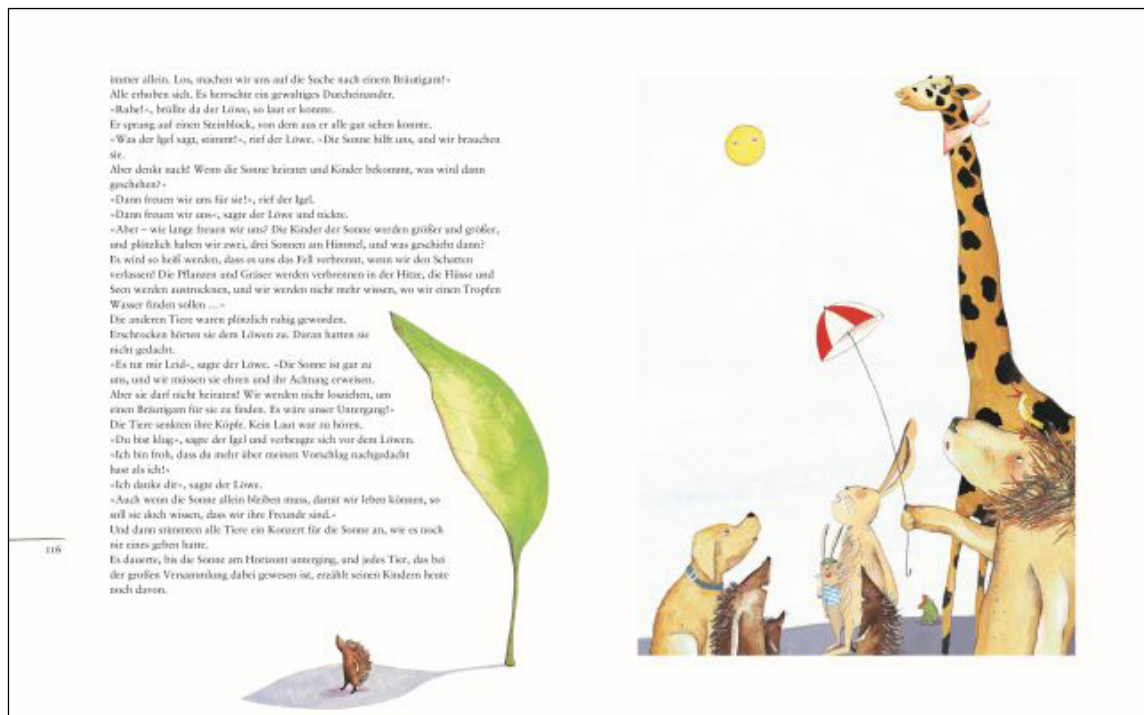 immer allein. Los, machen wir uns auf die Suche nach einem Bräutigam!«
Alle erhoben sich. Es herrschte ein gewaltiges Durcheinander.
»Ruhe!«, brüllte da der Löwe, so laut er konnte.
Er sprang auf einen Steinblock, von dem aus er alle gut sehen konnte.
»Was der Igel sagt, stimmt!«, rief der Löwe. »Die Sonne hilft uns, und wir brauchen
sie.
Aber denkt nach! Wenn die Sonne heiratet und Kinder bekommt, was wird dann
geschehen?«
»Dann freuen wir uns für sie!«, rief der Igel.
»Dann freuen wir uns«, sagte der Löwe und nickte.
»Aber – wie lange freuen wir uns? Die Kinder der Sonne werden größer und größer,
und plötzlich haben wir zwei, drei Sonnen am Himmel, und was geschieht dann?
Es wird so heiß werden, dass es uns das Fell verbrennt, wenn wir den Schatten
verlassen! Die Pflanzen und Gräser werden verbrennen in der Hitze, die Flüsse und
Seen werden austrocknen, und wir werden nicht mehr wissen, wo wir einen Tropfen
Wasser finden sollen ...«
Die anderen Tiere waren plötzlich ruhig geworden.
Erschrocken hörten sie dem Löwen zu. Daran hatten sie
nicht gedacht.
»Es tut mir Leid«, sagte der Löwe. »Die Sonne ist gut zu
uns, und wir müssen sie ehren und ihr Achtung erweisen.
Aber sie darf nicht heiraten! Wir werden nicht losziehen, um
einen Bräutigam für sie zu finden. Es wäre unser Untergang!«
Die Tiere senkten ihre Köpfe. Kein Laut war zu hören.
»Du bist klug«, sagte der Igel und verbeugte sich vor dem Löwen.
»Ich bin froh, dass du mehr über meinen Vorschlag nachgedacht
hast als ich!«
»Ich danke dir«, sagte der Löwe.
»Auch wenn die Sonne allein bleiben muss, damit wir leben können, so
soll sie doch wissen, dass wir ihre Freunde sind.«
Und dann stimmten alle Tiere ein Konzert für die Sonne an, wie es noch
nie eines geben hatte.
Es dauerte, bis die Sonne am Horizont unterging, und jedes Tier, das bei
der großen Versammlung dabei gewesen ist, erzählt seinen Kindern heute
noch davon.
116